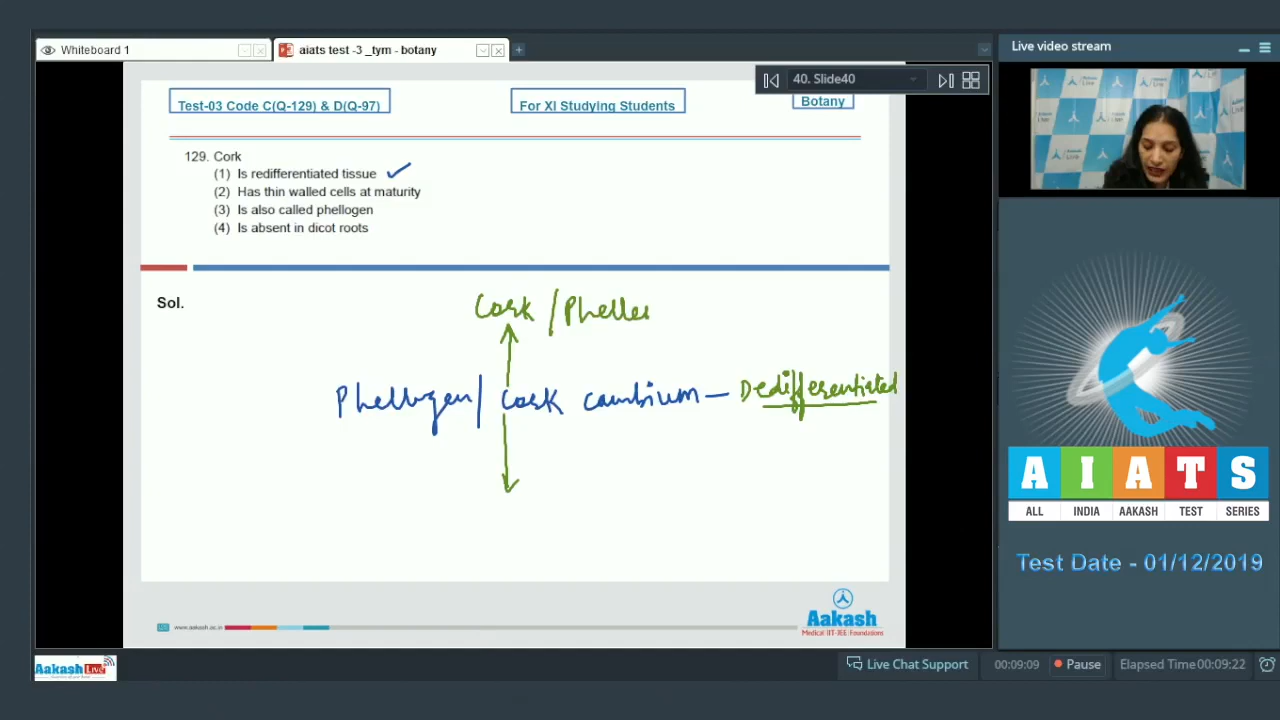 Whiteboard 1
aiats test -3 _tym - botany
Live video stream
40. Slide40
Test-03 Code C(Q-129) & D(Q-97)
For XI Studying Students
Botany
129. Cork
(1) Is redifferentiated tissue
(2) Has thin walled cells at maturity
(3) Is also called phellogen
(4) Is absent in dicot roots
Sol.
Cork / Phellem
Phellogen / Cork cambium — Dedifferentiated
A I A T S
ALL INDIA AAKASH TEST SERIES
Test Date - 01/12/2019
Aakash
Medical | IIT-JEE | Foundations
www.aakash.ac.in
Aakash Live
Live Chat Support
00:09:09
Pause
Elapsed Time 00:09:22